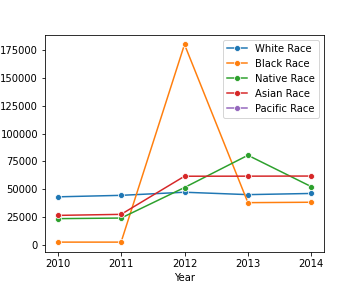 White Race
Black Race
Native Race
Asian Race
Pacific Race
175000
150000
125000
100000
75000
50000
25000
0
2010 2011 2012 2013 2014
Year